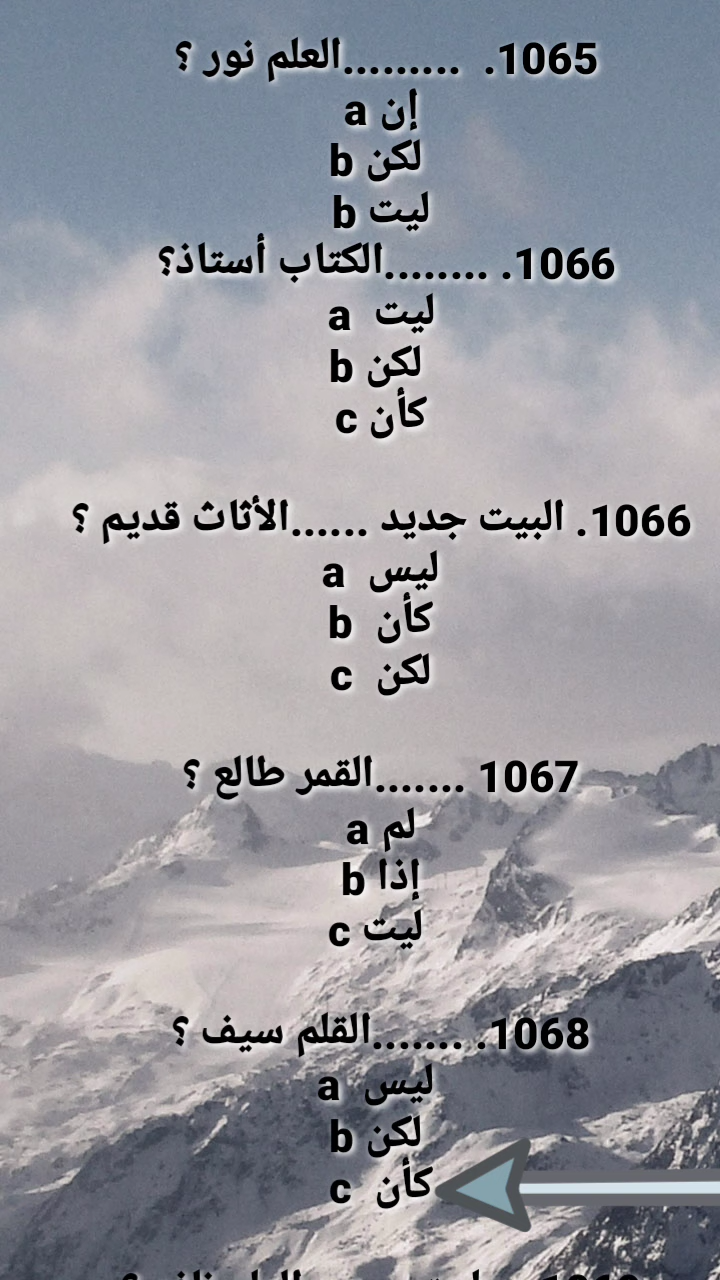 1065. .........العلم نور ؟
إن a
لكن b
ليت b
1066. ........الكتاب أستاذ؟
ليت a
لكن b
كأن c
1066. البيت جديد ......الأثاث قديم ؟
ليس a
كأن b
لكن c
1067 .......القمر طالع ؟
لم a
إذا b
ليت c
1068. .......القلم سيف ؟
ليس a
لكن b
كأن c